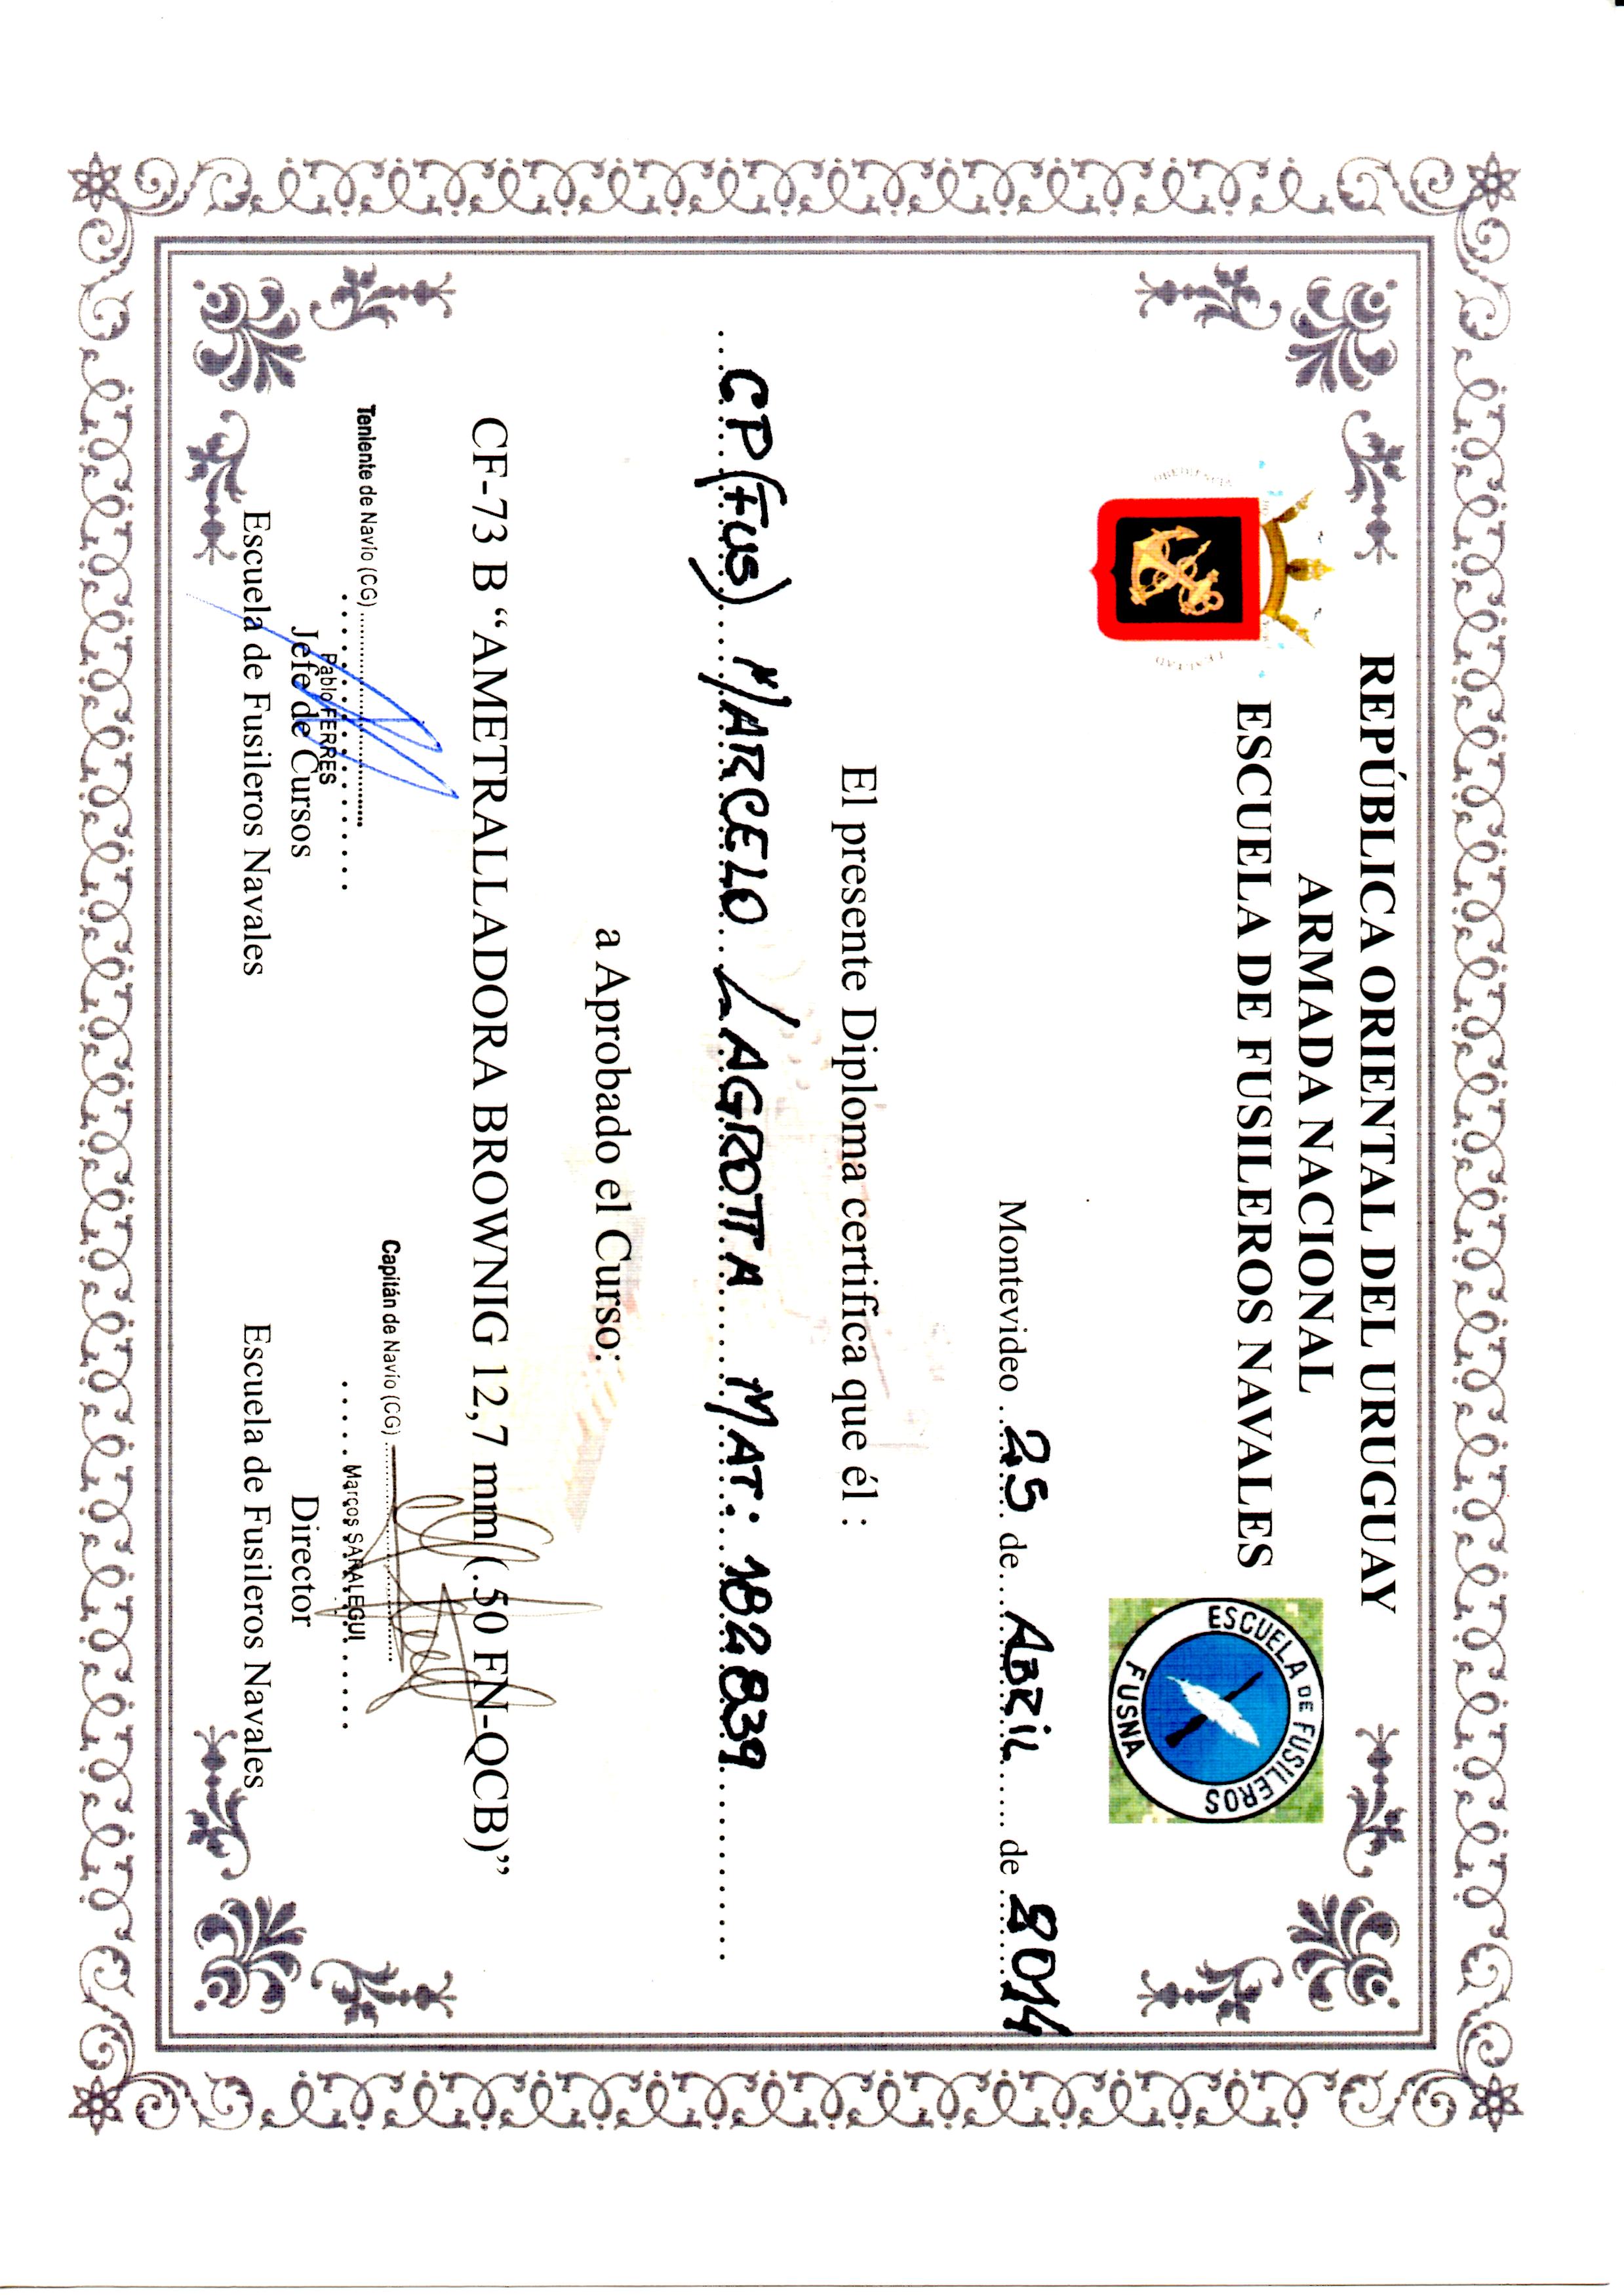 REPÚBLICA ORIENTAL DEL URUGUAY
ARMADA NACIONAL
ESCUELA DE FUSILEROS NAVALES
ESCUELA DE FUSILEROS
FUSNA
Montevideo 25 de Abril de 2014
El presente Diploma certifica que él :
CP (FUS) MARCELO LAGROTTA MAT: 182839
a Aprobado el Curso:
CF-73 B “AMETRALLADORA BROWNIG 12,7 mm (.50 FN-QCB)”
Teniente de Navío (CG)
Pablo FERRES
Jefe de Cursos
Escuela de Fusileros Navales
Capitán de Navío (CG)
Marcos SARALEGUI
Director
Escuela de Fusileros Navales